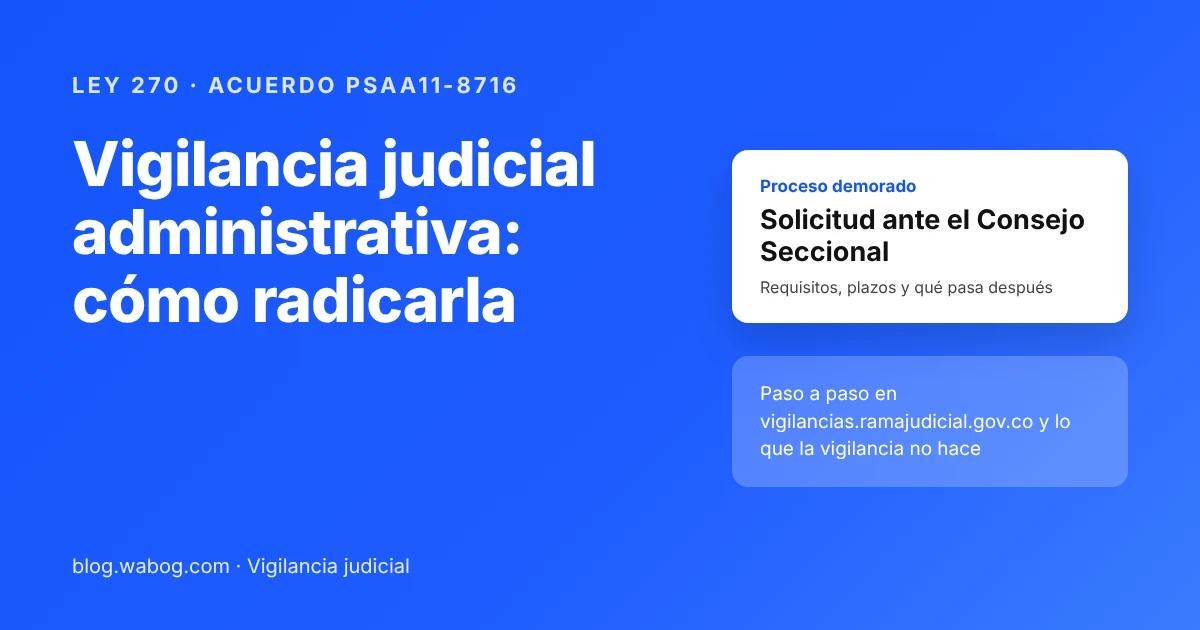 LEY 270 · ACUERDO PSAA11-8716
Vigilancia judicial
administrativa:
cómo radicarla
Proceso demorado
Solicitud ante el Consejo
Seccional
Requisitos, plazos y qué pasa después
Paso a paso en
vigilancias.ramajudicial.gov.co y lo
que la vigilancia no hace
blog.wabog.com · Vigilancia judicial